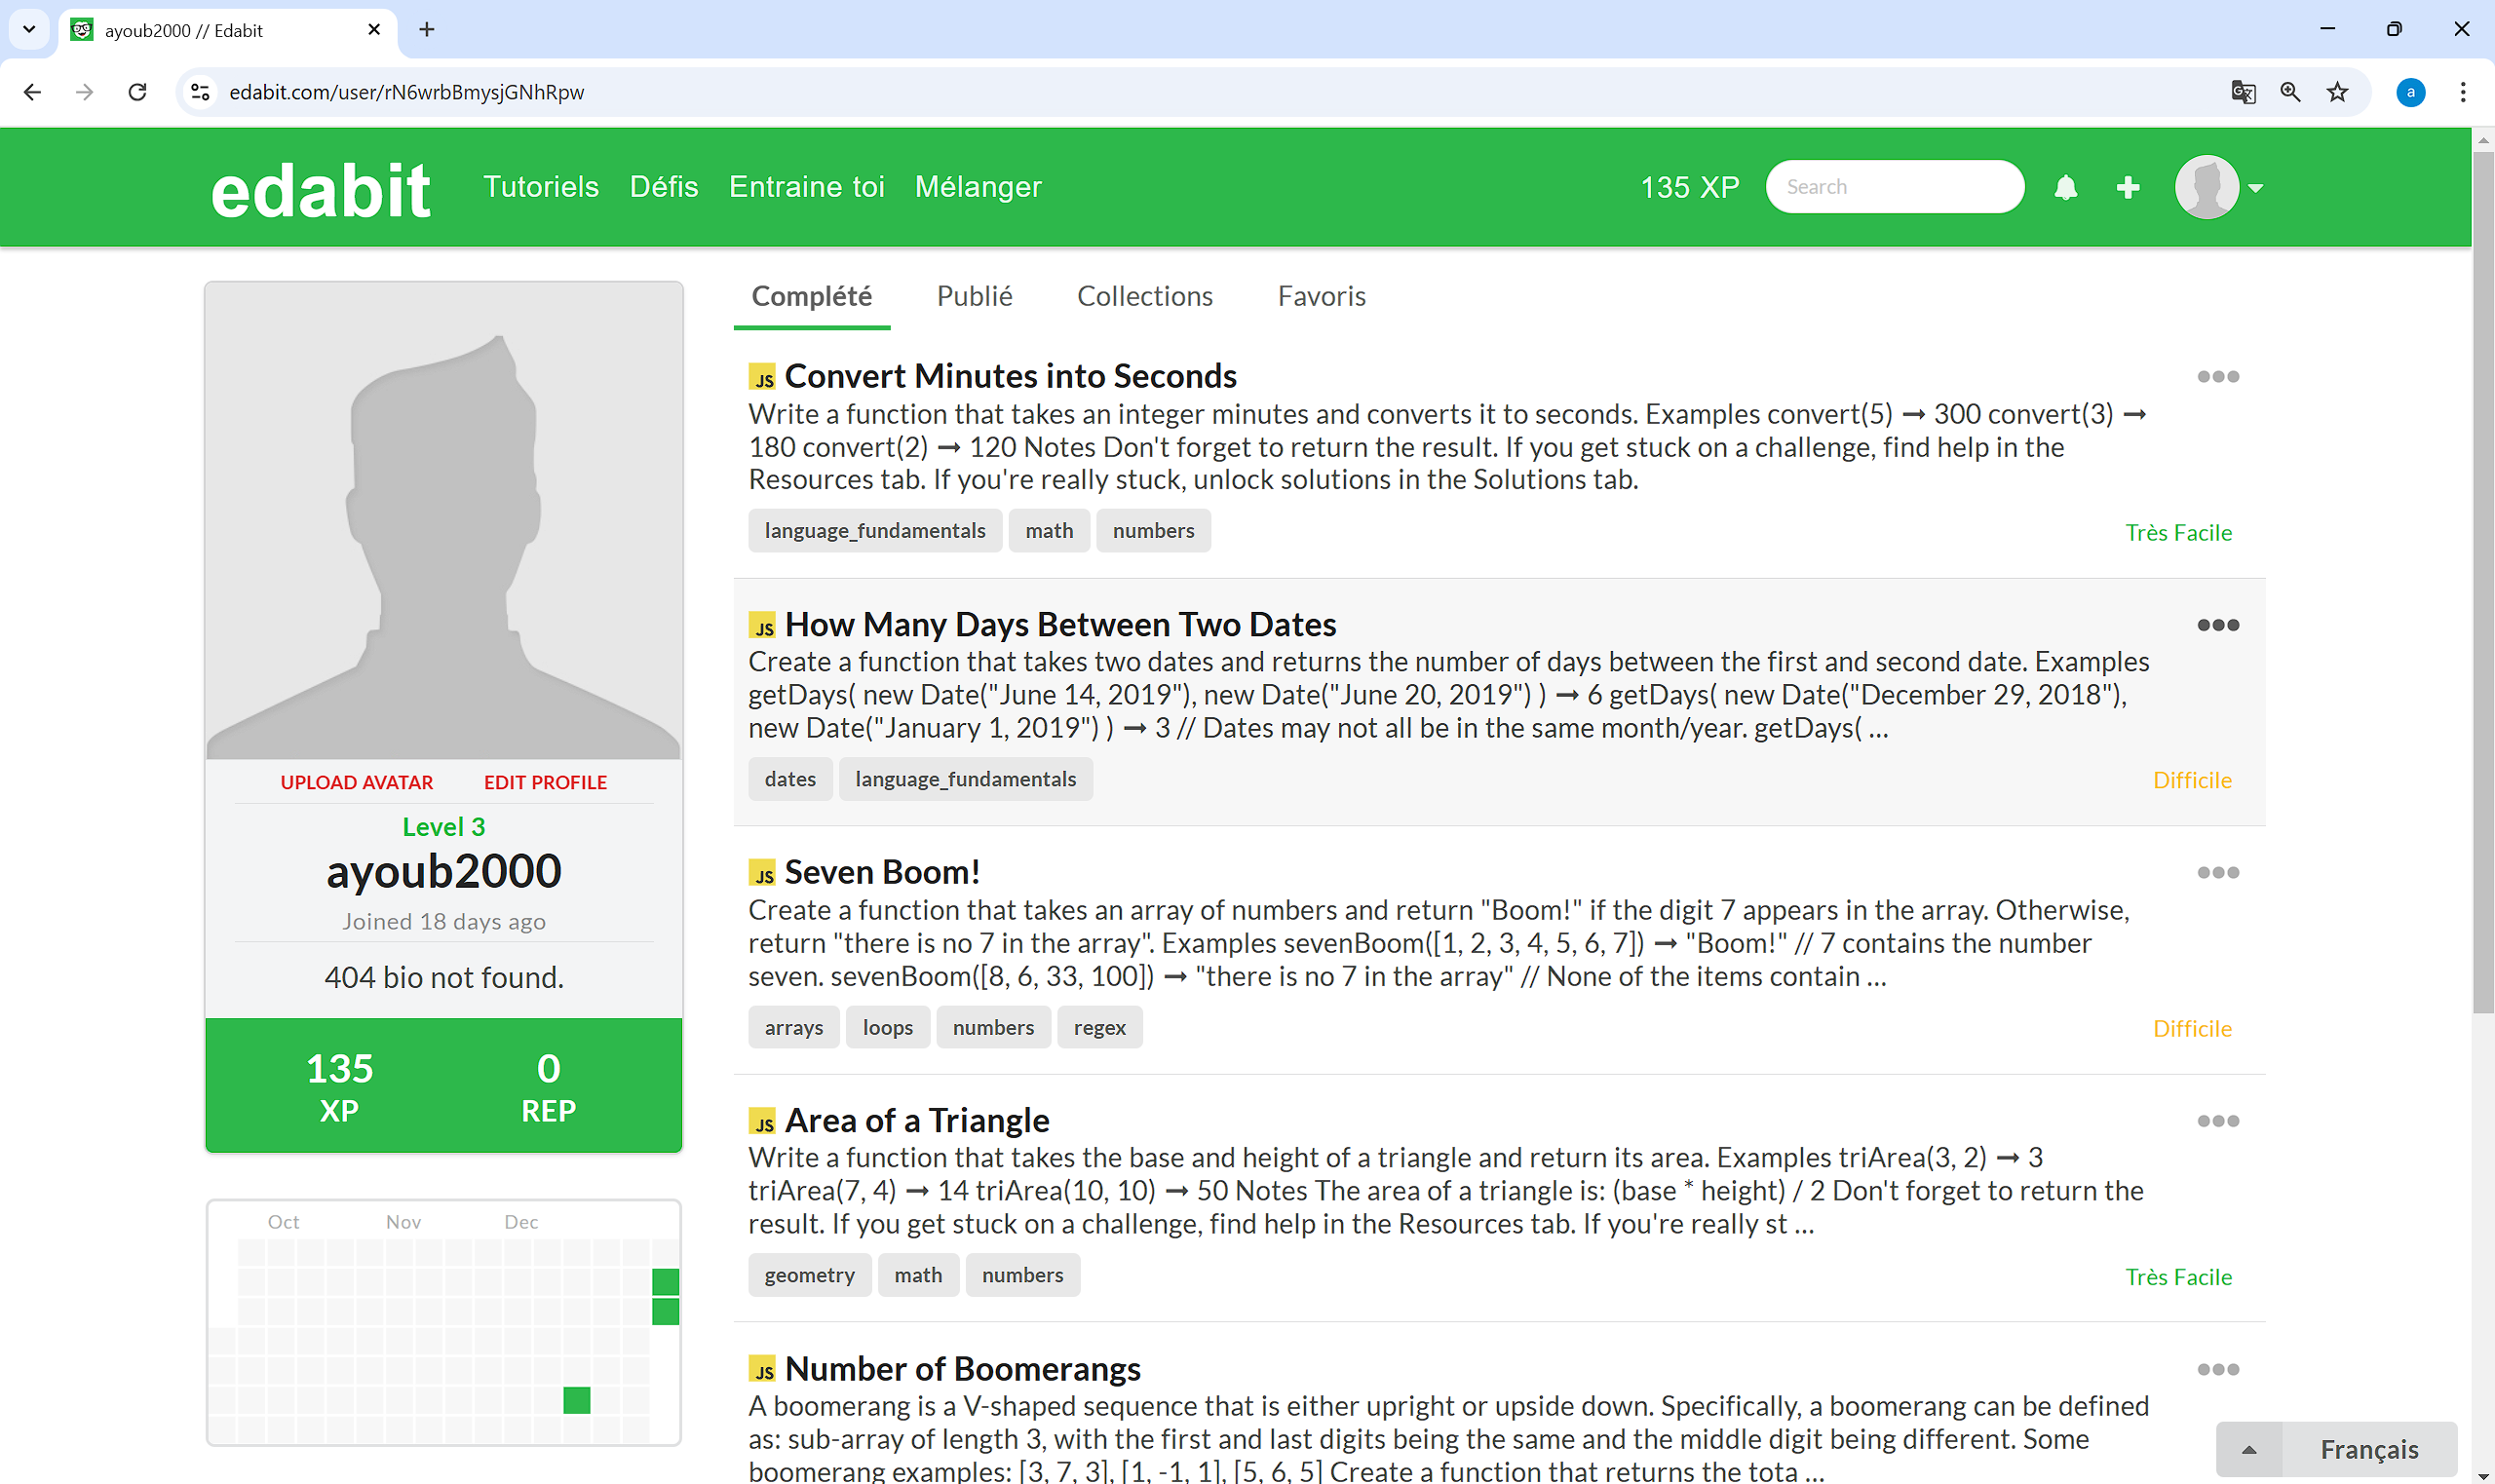 ayoub2000 // Edabit
edabit.com/user/rN6wrbBmysjGNhRpw
a
edabit Tutoriels Défis Entraine toi Mélanger 135 XP Search
Complété Publié Collections Favoris
JS Convert Minutes into Seconds
Write a function that takes an integer minutes and converts it to seconds. Examples convert(5) ➞ 300 convert(3) ➞
180 convert(2) ➞ 120 Notes Don't forget to return the result. If you get stuck on a challenge, find help in the
Resources tab. If you're really stuck, unlock solutions in the Solutions tab.
language_fundamentals math numbers
Très Facile
JS How Many Days Between Two Dates
Create a function that takes two dates and returns the number of days between the first and second date. Examples
getDays( new Date("June 14, 2019"), new Date("June 20, 2019") ) ➞ 6 getDays( new Date("December 29, 2018"),
new Date("January 1, 2019") ) ➞ 3 // Dates may not all be in the same month/year. getDays( ...
dates language_fundamentals
Difficile
JS Seven Boom!
Create a function that takes an array of numbers and return "Boom!" if the digit 7 appears in the array. Otherwise,
return "there is no 7 in the array". Examples sevenBoom([1, 2, 3, 4, 5, 6, 7]) ➞ "Boom!" // 7 contains the number
seven. sevenBoom([8, 6, 33, 100]) ➞ "there is no 7 in the array" // None of the items contain ...
arrays loops numbers regex
Difficile
JS Area of a Triangle
Write a function that takes the base and height of a triangle and return its area. Examples triArea(3, 2) ➞ 3
triArea(7, 4) ➞ 14 triArea(10, 10) ➞ 50 Notes The area of a triangle is: (base * height) / 2 Don't forget to return the
result. If you get stuck on a challenge, find help in the Resources tab. If you're really st ...
geometry math numbers
Très Facile
JS Number of Boomerangs
A boomerang is a V-shaped sequence that is either upright or upside down. Specifically, a boomerang can be defined
as: sub-array of length 3, with the first and last digits being the same and the middle digit being different. Some
boomerang examples: [3, 7, 3], [1, -1, 1], [5, 6, 5] Create a function that returns the tota ...
UPLOAD AVATAR EDIT PROFILE
Level 3
ayoub2000
Joined 18 days ago
404 bio not found.
135 0
XP REP
Oct Nov Dec
Français